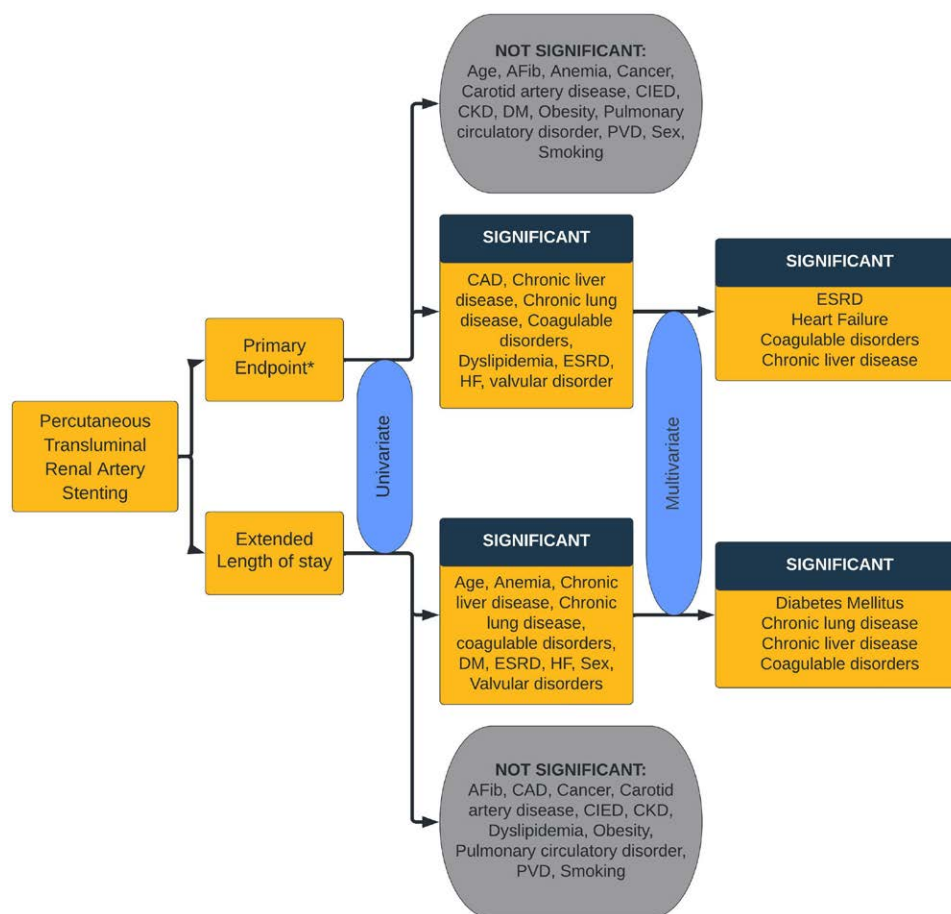 NOT SIGNIFICANT:
Age, AFib, Anemia, Cancer,
Carotid artery disease, CIED,
CKD, DM, Obesity, Pulmonary
circulatory disorder, PVD, Sex,
Smoking
SIGNIFICANT
CAD, Chronic liver
disease, Chronic lung
disease, Coagulable
disorders,
Dyslipidemia, ESRD,
HF, valvular disorder
SIGNIFICANT
ESRD
Heart Failure
Coagulable disorders
Chronic liver disease
Primary
Endpoint*
Percutaneous
Transluminal
Renal Artery
Stenting
Univariate
Multivariate
Extended
Length of stay
SIGNIFICANT
Age, Anemia, Chronic
liver disease, Chronic
lung disease,
coagulable disorders,
DM, ESRD, HF, Sex,
Valvular disorders
SIGNIFICANT
Diabetes Mellitus
Chronic lung disease
Chronic liver disease
Coagulable disorders
NOT SIGNIFICANT:
AFib, CAD, Cancer, Carotid
artery disease, CIED, CKD,
Dyslipidemia, Obesity,
Pulmonary circulatory disorder,
PVD, Smoking